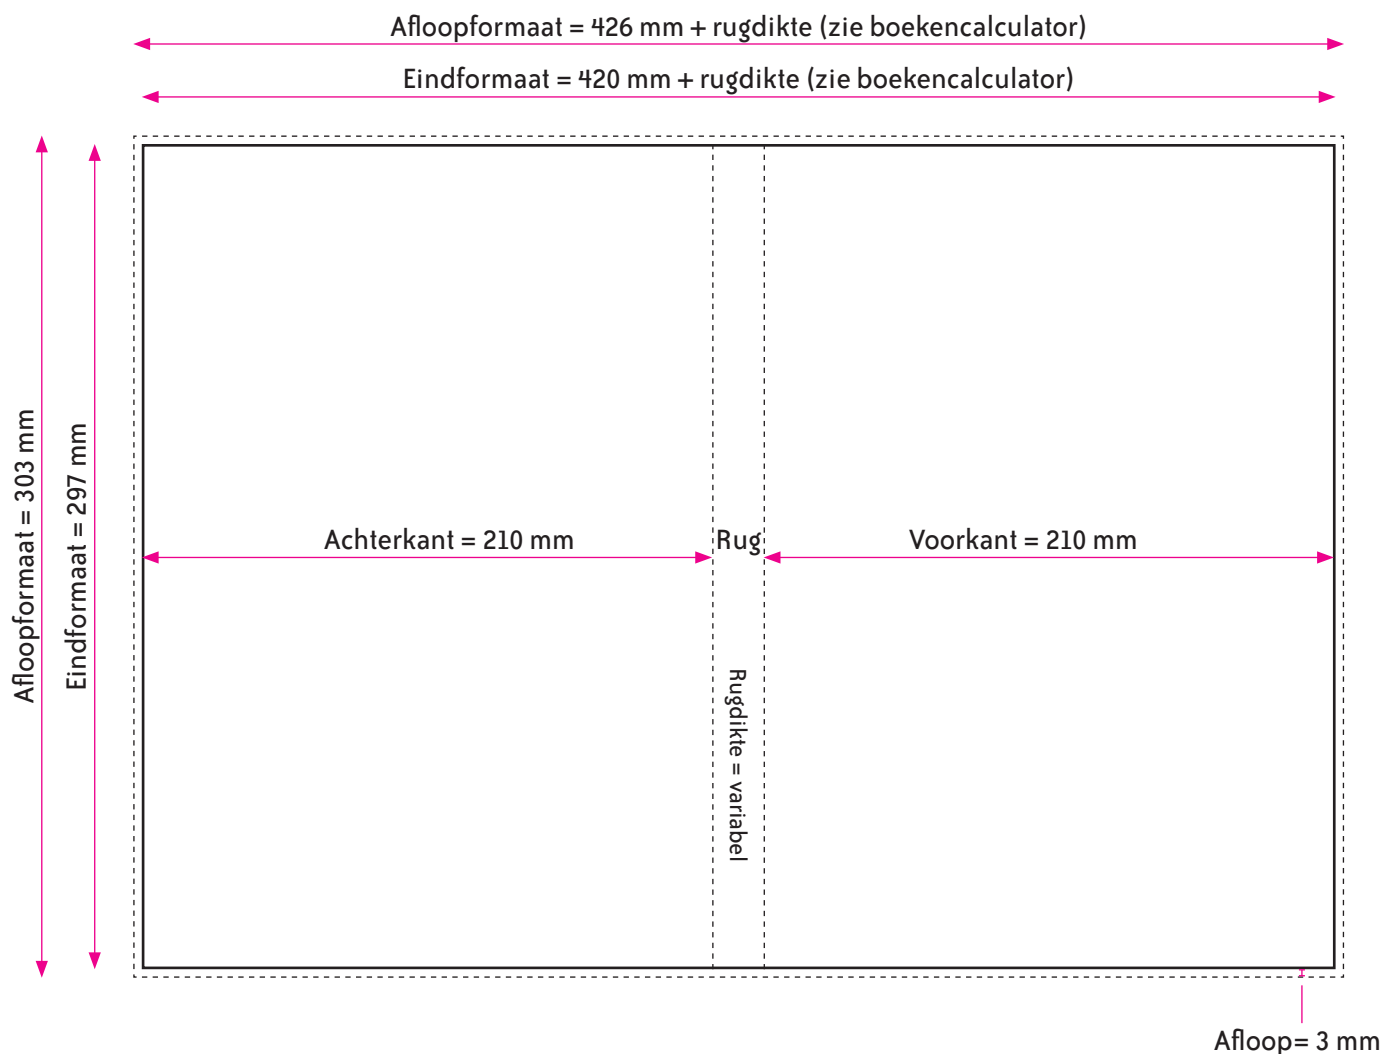 Afloopformaat = 426 mm + rugdikte (zie boekencalculator)
Eindformaat = 420 mm + rugdikte (zie boekencalculator)
Afloopformaat = 303 mm
Eindformaat = 297 mm
Achterkant = 210 mm
Rug
Voorkant = 210 mm
Rugdikte = variabel
Afloop= 3 mm